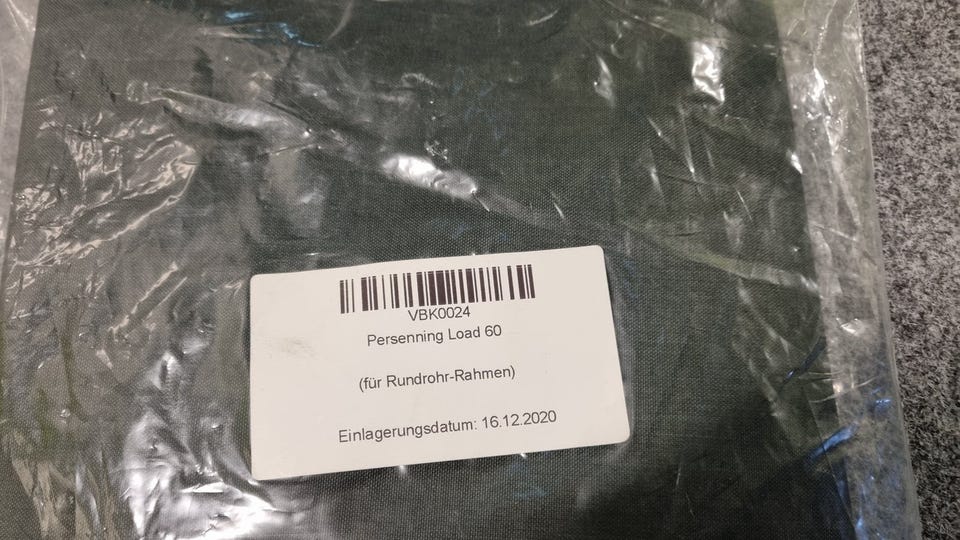 VBK0024
Persenning Load 60
(für Rundrohr-Rahmen)
Einlagerungsdatum: 16.12.2020